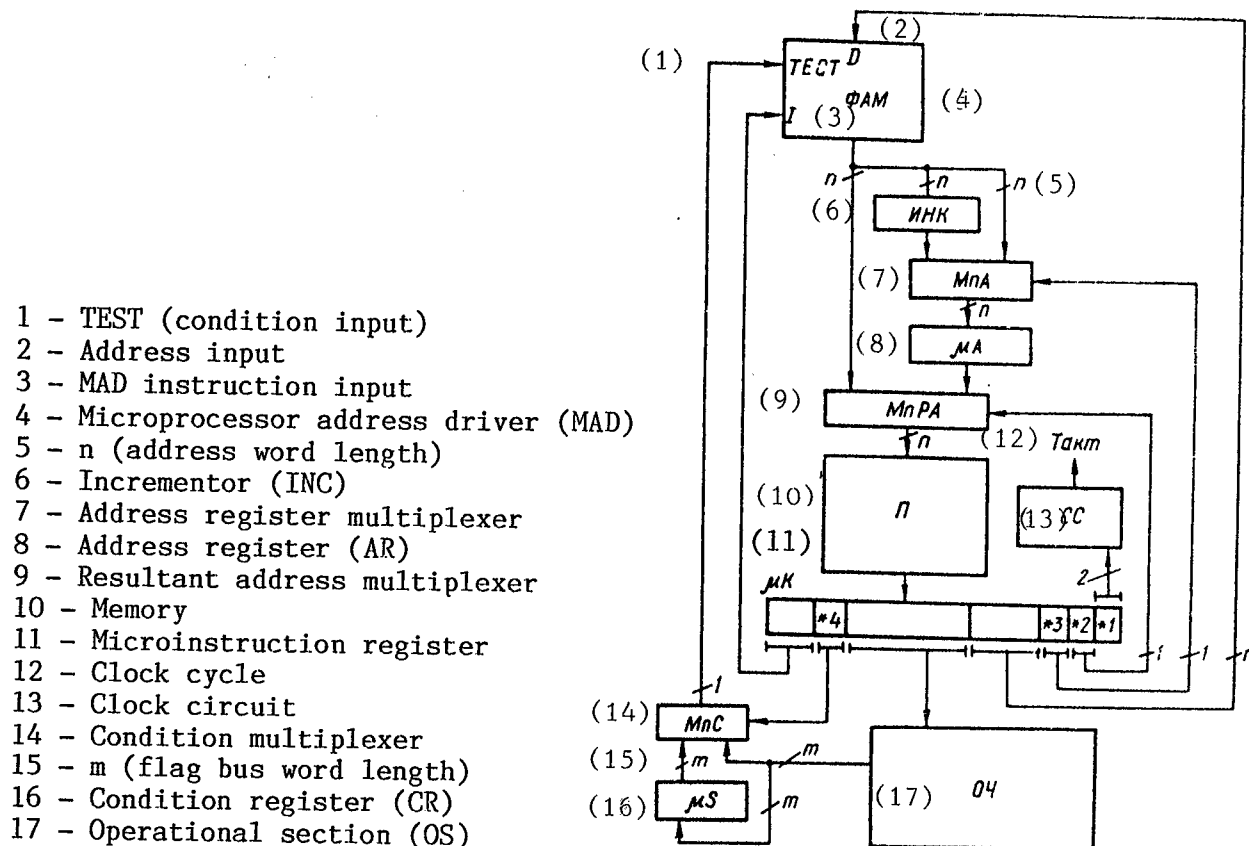 1 – TEST (condition input)
2 – Address input
3 – MAD instruction input
4 – Microprocessor address driver (MAD)
5 – n (address word length)
6 – Incrementor (INC)
7 – Address register multiplexer
8 – Address register (AR)
9 – Resultant address multiplexer
10 – Memory
11 – Microinstruction register
12 – Clock cycle
13 – Clock circuit
14 – Condition multiplexer
15 – m (flag bus word length)
16 – Condition register (CR)
17 – Operational section (OS)
(2)
(1)
ТЕСТ D
ФАМ
(4)
I (3)
n n n (5)
(6)
ИНК
(7) МпА
n
(8) μА
(9) МпРА
n
(12) Такт
(10)
П
(13) СС
(11)
2
μК
*4 *3 *2 *1
1
1
1
(14) МпС
(15) m
m
(16) μS
m
(17) ОЧ